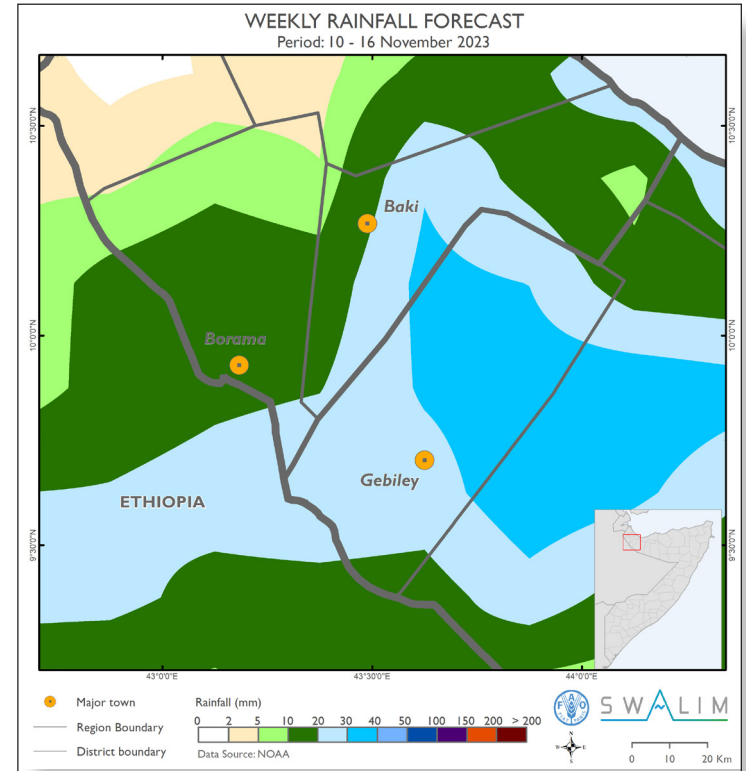 WEEKLY RAINFALL FORECAST
Period: 10 - 16 November 2023
10°30'0"N
10°30'0"N
Baki
10°0'0"N
Borama
10°0'0"N
Gebiley
ETHIOPIA
9°30'0"N
9°30'0"N
43°0'0"E
43°30'0"E
44°0'0"E
Major town
Region Boundary
District boundary
Rainfall (mm)
0 2 5 10 20 30 40 50 100 150 200 > 200
Data Source: NOAA
FAO
SWALIM
N
W E
S
0 10 20 Km